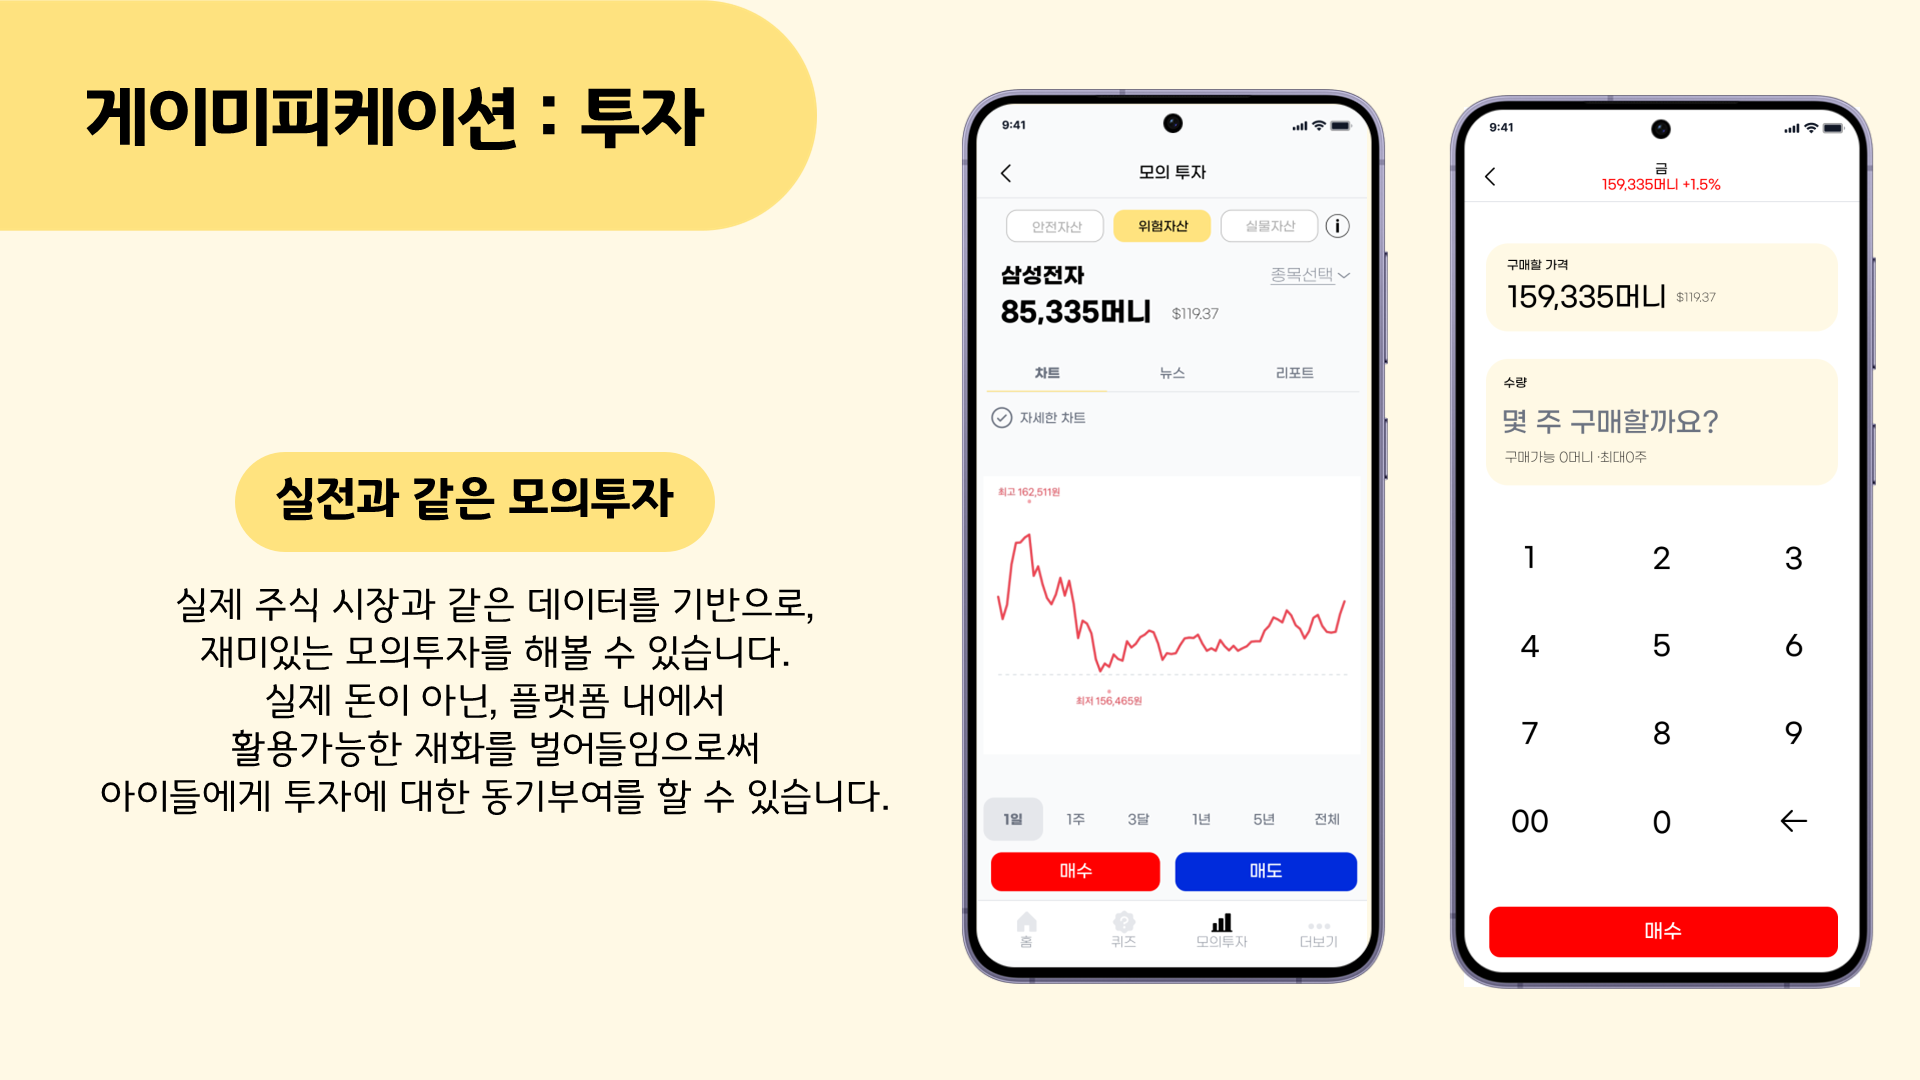 게이미피케이션 : 투자
실전과 같은 모의투자
실제 주식 시장과 같은 데이터를 기반으로,
재미있는 모의투자를 해볼 수 있습니다.
실제 돈이 아닌, 플랫폼 내에서
활용가능한 재화를 벌어들임으로써
아이들에게 투자에 대한 동기부여를 할 수 있습니다.
9:41
모의 투자
안전자산 위험자산 실물자산
삼성전자 종목선택
85,335머니 $119.37
차트 뉴스 리포트
자세한 차트
최고 162,511원
최저 156,465원
1일 1주 3달 1년 5년 전체
매수 매도
홈 퀴즈 모의투자 더보기
9:41
금
159,335머니 +1.5%
구매할 가격
159,335머니 $119.37
수량
몇 주 구매할까요?
구매가능 0머니 ·최대0주
1 2 3
4 5 6
7 8 9
00 0
매수